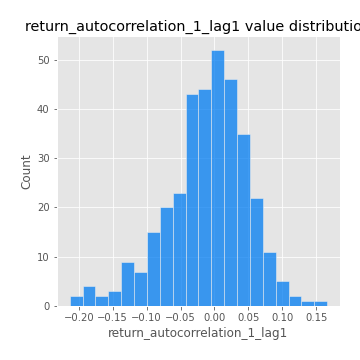 return_autocorrelation_1_lag1 value distributio
50
40
30
20
10
0
Count
−0.20 −0.15 −0.10 −0.05 0.00 0.05 0.10 0.15
return_autocorrelation_1_lag1